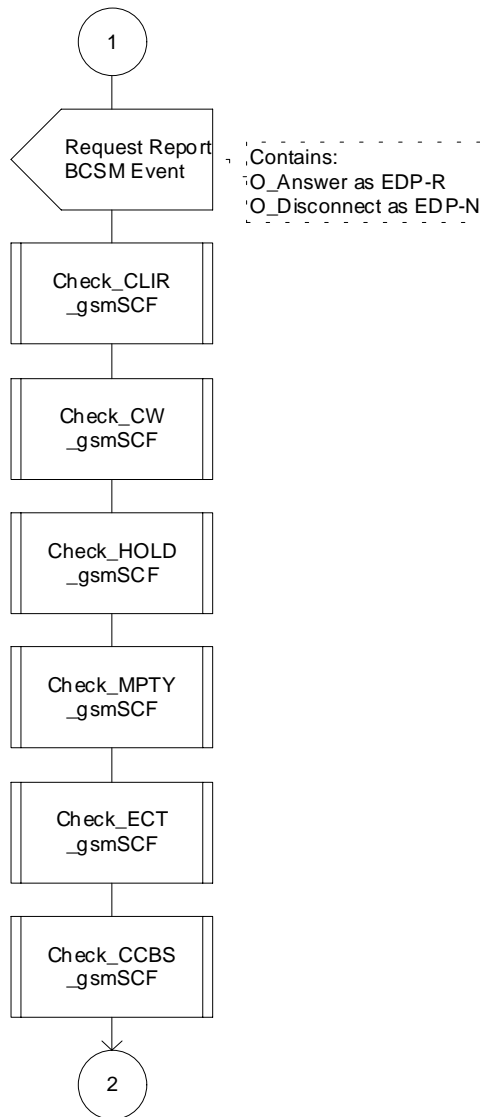 1
Request Report
BCSM Event
Contains:
O_Answer as EDP-R
O_Disconnect as EDP-N
Check_CLIR
_gsmSCF
Check_CW
_gsmSCF
Check_HOLD
_gsmSCF
Check_MPTY
_gsmSCF
Check_ECT
_gsmSCF
Check_CCBS
_gsmSCF
2